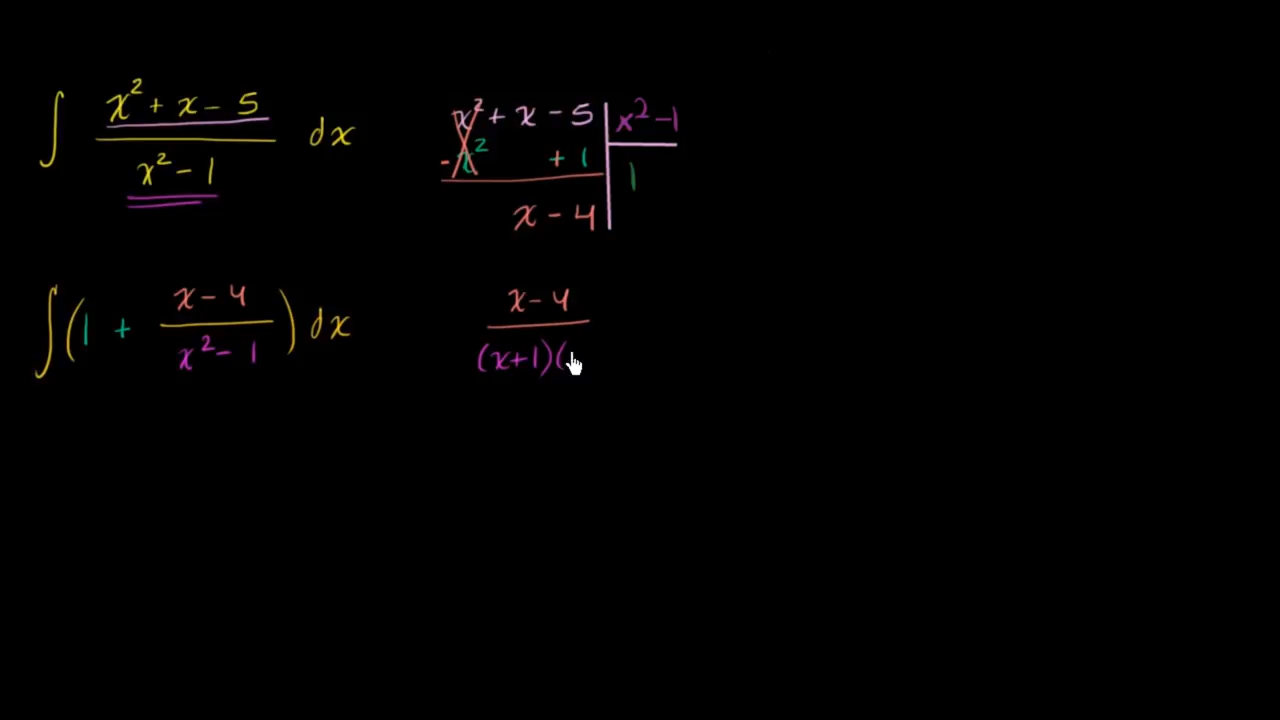 ∫ (x² + x − 5)/(x² − 1) dx
x² + x − 5 | x² − 1
− x² + 1 | 1
x − 4
∫ (1 + (x − 4)/(x² − 1)) dx
(x − 4)/((x+1)(